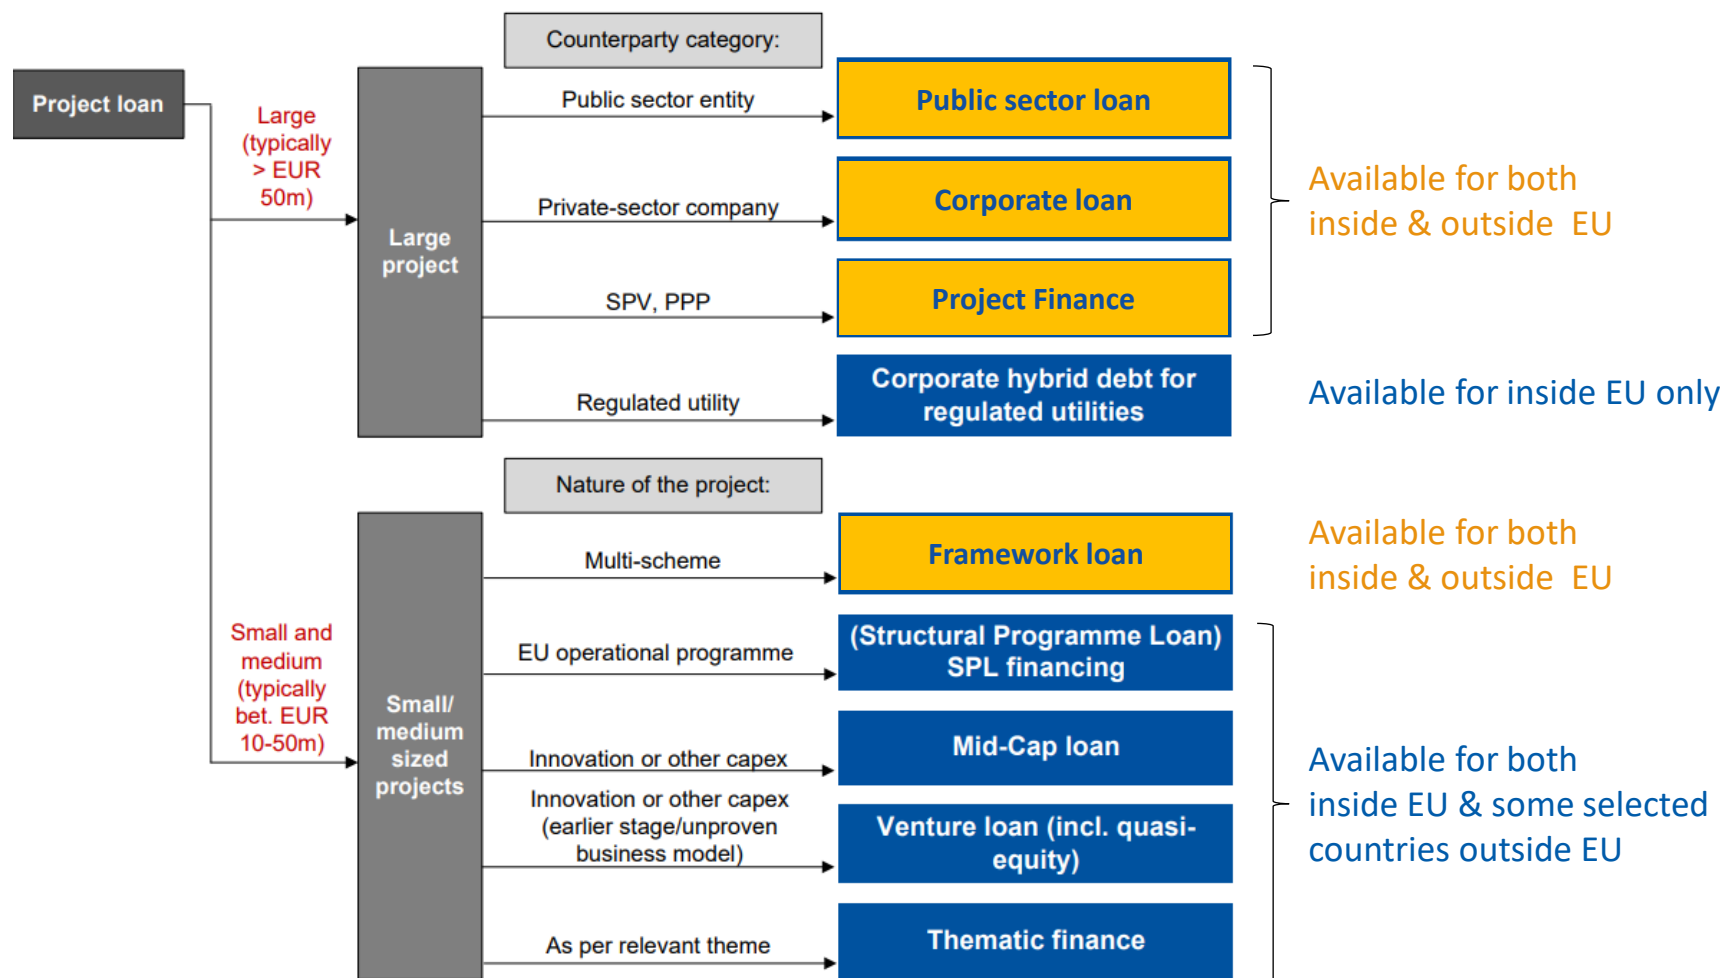 Project loan
Large
(typically
> EUR
50m)
Large
project
Counterparty category:
Public sector entity
Public sector loan
Private-sector company
Corporate loan
SPV, PPP
Project Finance
Regulated utility
Corporate hybrid debt for
regulated utilities
Available for both
inside & outside EU
Available for inside EU only
Small and
medium
(typically
bet. EUR
10-50m)
Small/
medium
sized
projects
Nature of the project:
Multi-scheme
Framework loan
Available for both
inside & outside EU
EU operational programme
(Structural Programme Loan)
SPL financing
Innovation or other capex
Mid-Cap loan
Innovation or other capex
(earlier stage/unproven
business model)
Venture loan (incl. quasi-
equity)
As per relevant theme
Thematic finance
Available for both
inside EU & some selected
countries outside EU